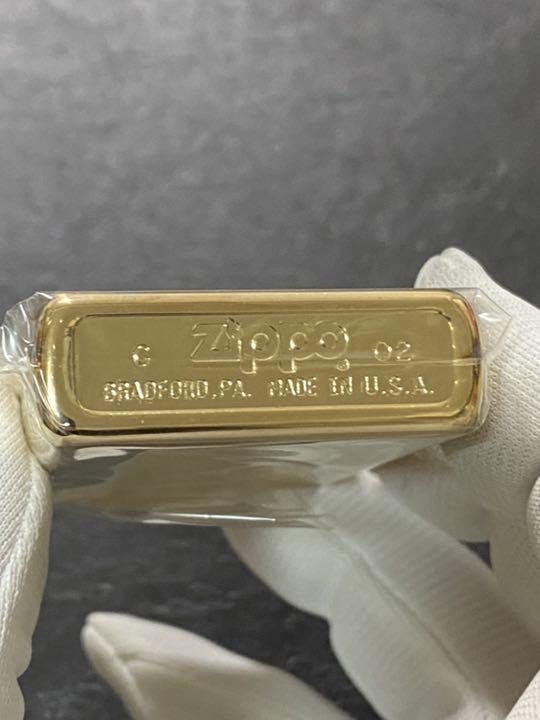 C Zippo 02
BRADFORD, PA. MADE IN U.S.A.